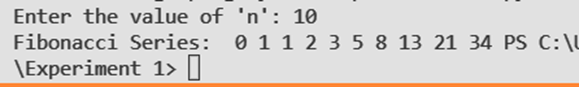 Enter the value of 'n': 10
Fibonacci Series:  0 1 1 2 3 5 8 13 21 34 PS C:\
\Experiment 1>